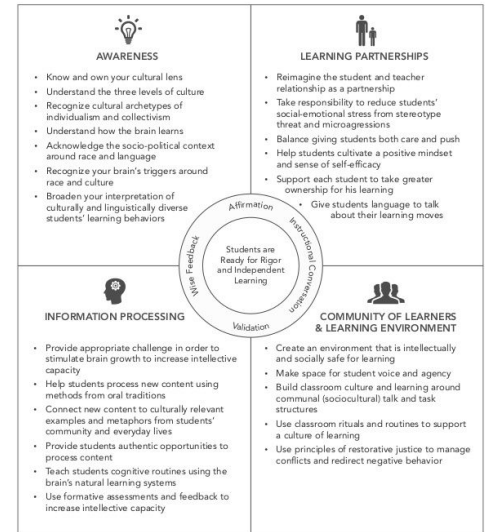 AWARENESS
• Know and own your cultural lens
• Understand the three levels of culture
• Recognize cultural archetypes of
individualism and collectivism
• Understand how the brain learns
• Acknowledge the socio-political context
around race and language
• Recognize your brain's triggers around
race and culture
• Broaden your interpretation of
culturally and linguistically diverse
students' learning behaviors
LEARNING PARTNERSHIPS
• Reimagine the student and teacher
relationship as a partnership
• Take responsibility to reduce students'
social-emotional stress from stereotype
threat and microagressions
• Balance giving students both care and push
• Help students cultivate a positive mindset
and sense of self-efficacy
• Support each student to take greater
ownership for his learning
• Give students language to talk
about their learning moves
Affirmation
Instructional Conversation
Validation
Wise Feedback
Students are
Ready for Rigor
and Independent
Learning
INFORMATION PROCESSING
• Provide appropriate challenge in order to
stimulate brain growth to increase intellective
capacity
• Help students process new content using
methods from oral traditions
• Connect new content to culturally relevant
examples and metaphors from students'
community and everyday lives
• Provide students authentic opportunities to
process content
• Teach students cognitive routines using the
brain's natural learning systems
• Use formative assessments and feedback to
increase intellective capacity
COMMUNITY OF LEARNERS
& LEARNING ENVIRONMENT
• Create an environment that is intellectually
and socially safe for learning
• Make space for student voice and agency
• Build classroom culture and learning around
communal (sociocultural) talk and task
structures
• Use classroom rituals and routines to support
a culture of learning
• Use principles of restorative justice to manage
conflicts and redirect negative behavior